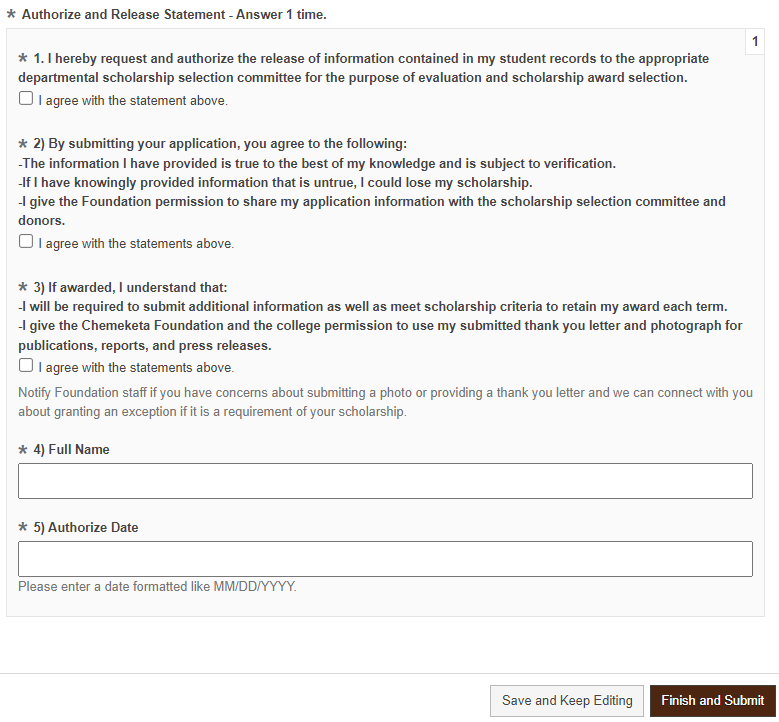 * Authorize and Release Statement - Answer 1 time.
1
* 1. I hereby request and authorize the release of information contained in my student records to the appropriate
departmental scholarship selection committee for the purpose of evaluation and scholarship award selection.
I agree with the statement above.
* 2) By submitting your application, you agree to the following:
-The information I have provided is true to the best of my knowledge and is subject to verification.
-If I have knowingly provided information that is untrue, I could lose my scholarship.
-I give the Foundation permission to share my application information with the scholarship selection committee and
donors.
I agree with the statements above.
* 3) If awarded, I understand that:
-I will be required to submit additional information as well as meet scholarship criteria to retain my award each term.
-I give the Chemeketa Foundation and the college permission to use my submitted thank you letter and photograph for
publications, reports, and press releases.
I agree with the statements above.
Notify Foundation staff if you have concerns about submitting a photo or providing a thank you letter and we can connect with you
about granting an exception if it is a requirement of your scholarship.
* 4) Full Name
* 5) Authorize Date
Please enter a date formatted like MM/DD/YYYY.
Save and Keep Editing
Finish and Submit